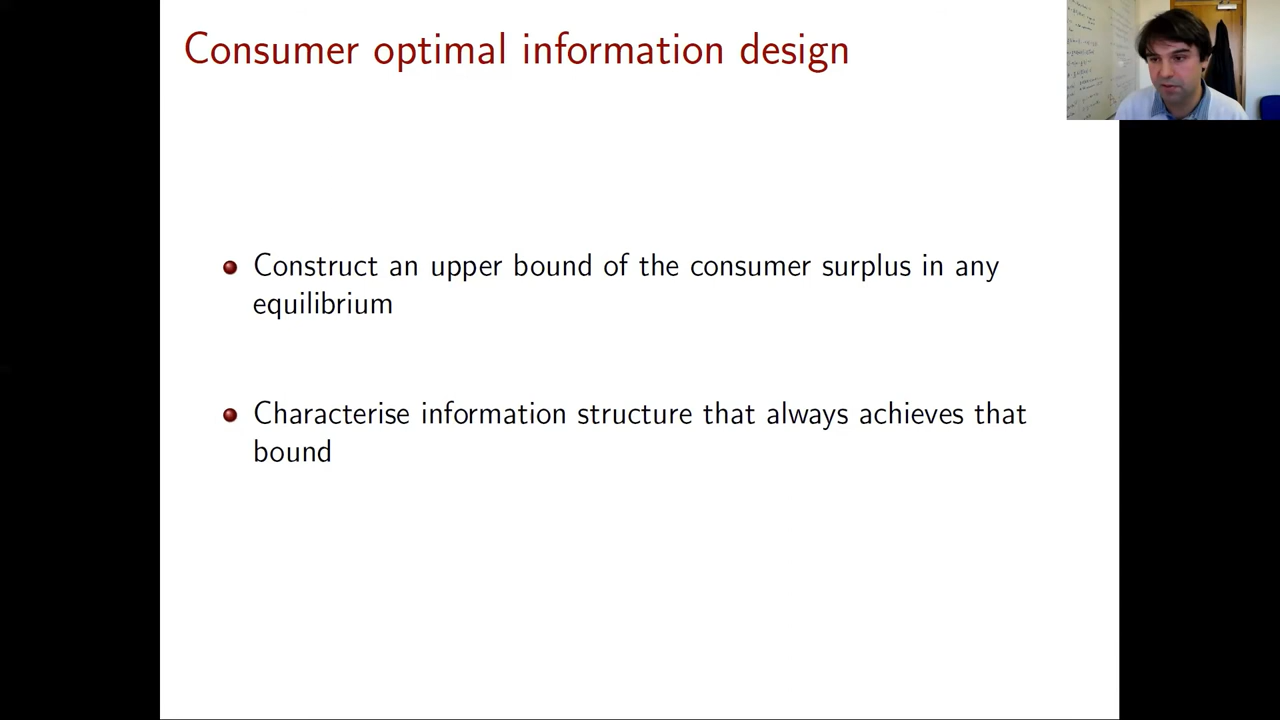 Consumer optimal information design
Construct an upper bound of the consumer surplus in any
equilibrium
Characterise information structure that always achieves that
bound